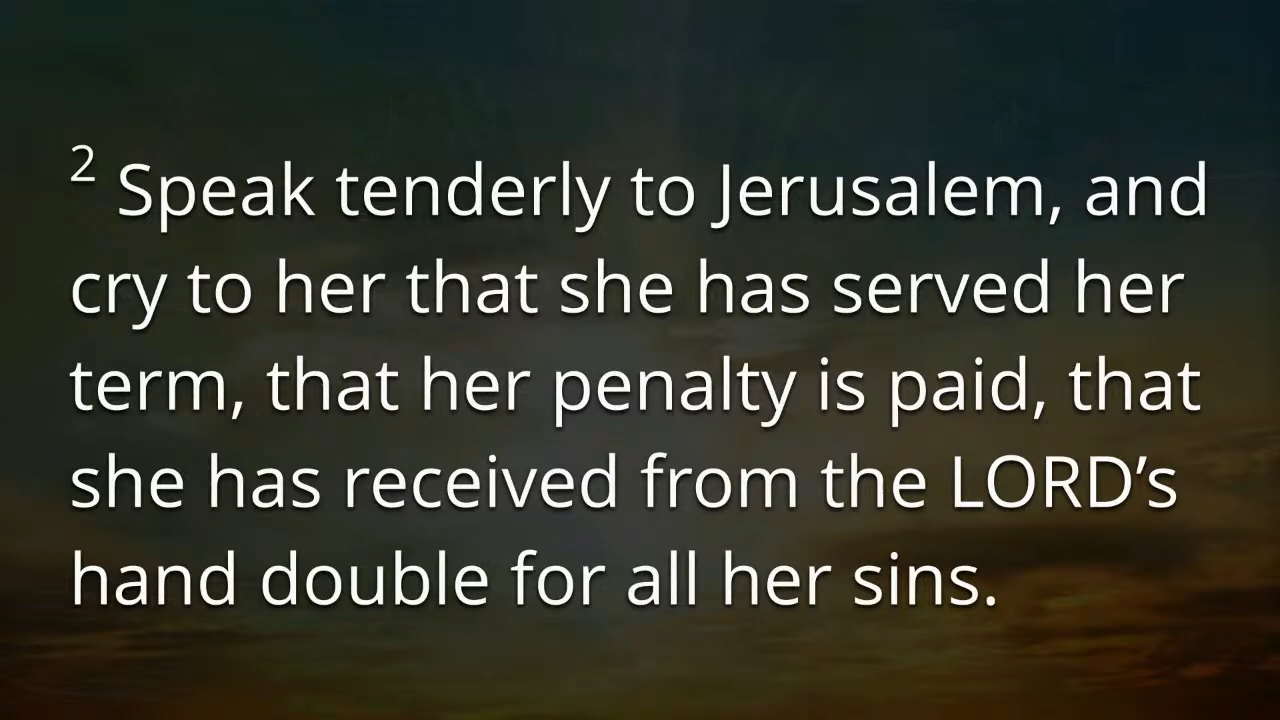 2 Speak tenderly to Jerusalem, and
cry to her that she has served her
term, that her penalty is paid, that
she has received from the LORD’s
hand double for all her sins.